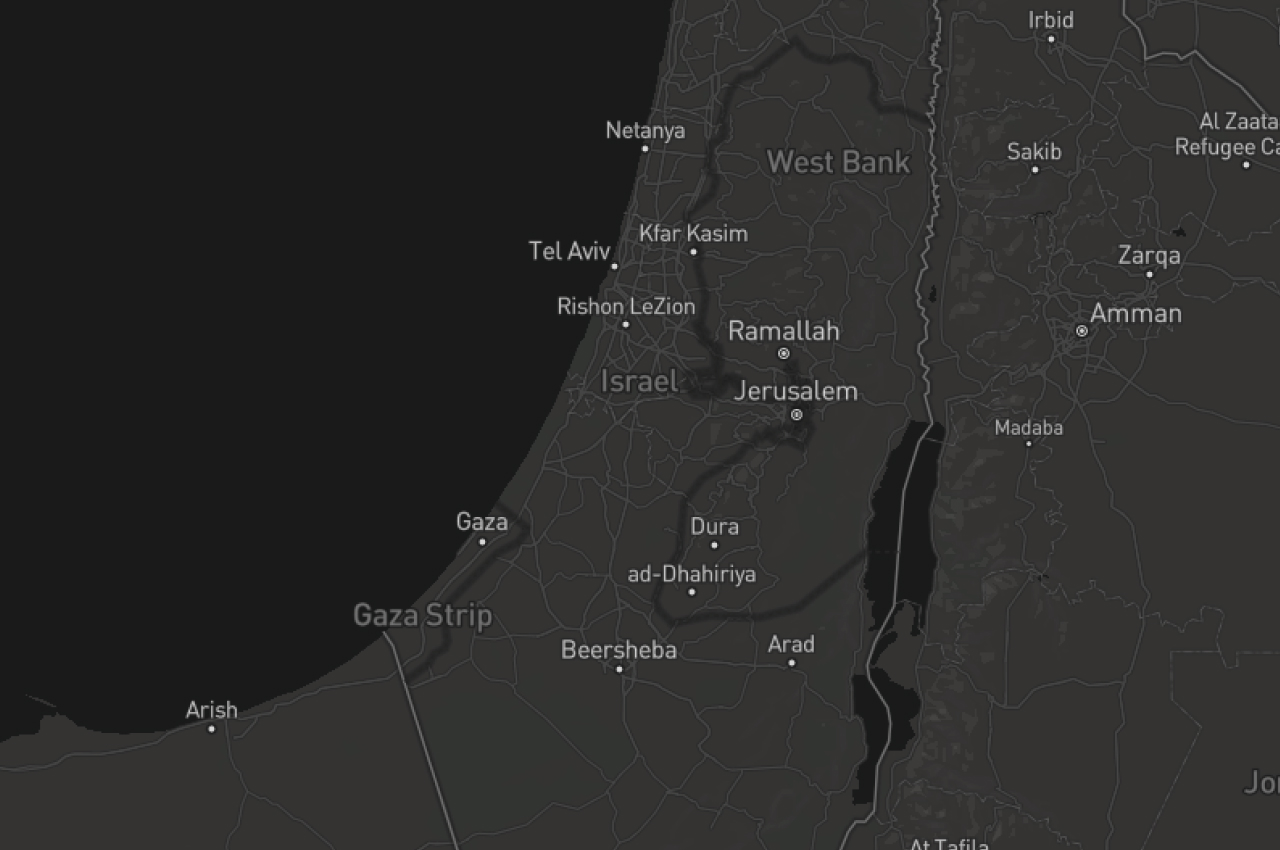 Irbid
Al Zaata
Refugee Ca
Netanya
Sakib
West Bank
Kfar Kasim
Tel Aviv
Zarqa
Rishon LeZion
Amman
Ramallah
Israel
Jerusalem
Madaba
Gaza
Dura
ad-Dhahiriya
Gaza Strip
Beersheba
Arad
Arish
Jor
At Tafila